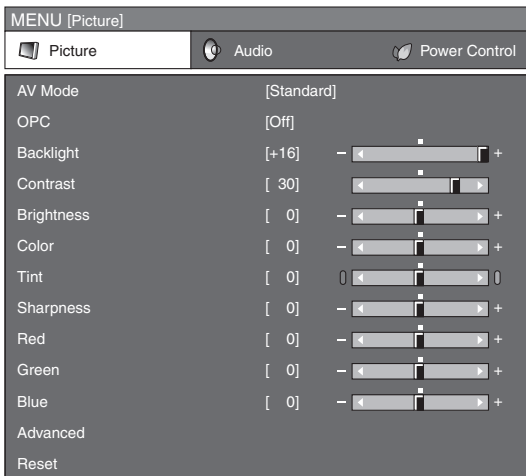 MENU [Picture]
Picture Audio Power Control
AV Mode [Standard]
OPC [Off]
Backlight [+16] – +
Contrast [ 30]
Brightness [ 0] – +
Color [ 0] – +
Tint [ 0]
Sharpness [ 0] – +
Red [ 0] – +
Green [ 0] – +
Blue [ 0] – +
Advanced
Reset